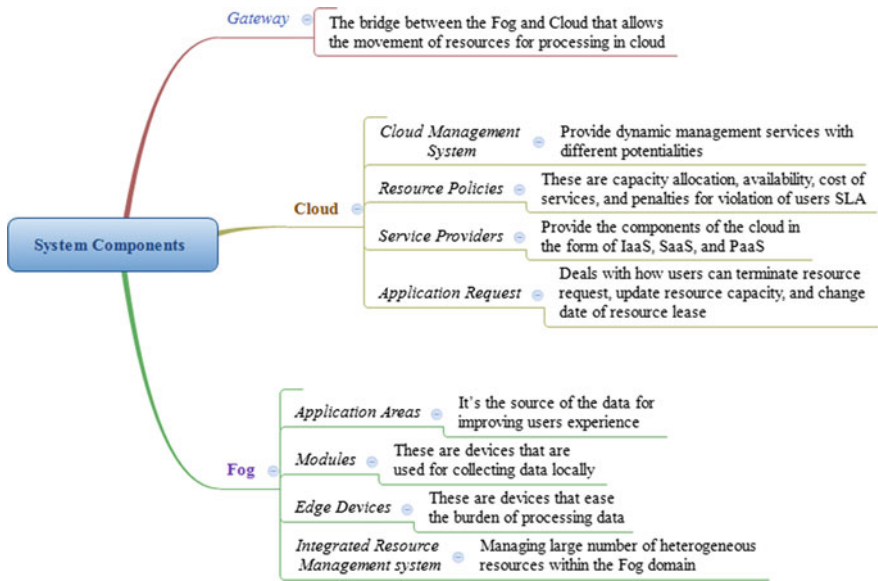 Gateway
The bridge between the Fog and Cloud that allows
the movement of resources for processing in cloud
System Components
Cloud
Cloud Management
System
Provide dynamic management services with
different potentialities
Resource Policies
These are capacity allocation, availability, cost of
services, and penalties for violation of users SLA
Service Providers
Provide the components of the cloud in
the form of IaaS, SaaS, and PaaS
Application Request
Deals with how users can terminate resource
request, update resource capacity, and change
date of resource lease
Fog
Application Areas
It's the source of the data for
improving users experience
Modules
These are devices that are
used for collecting data locally
Edge Devices
These are devices that ease
the burden of processing data
Integrated Resource
Management system
Managing large number of heterogeneous
resources within the Fog domain